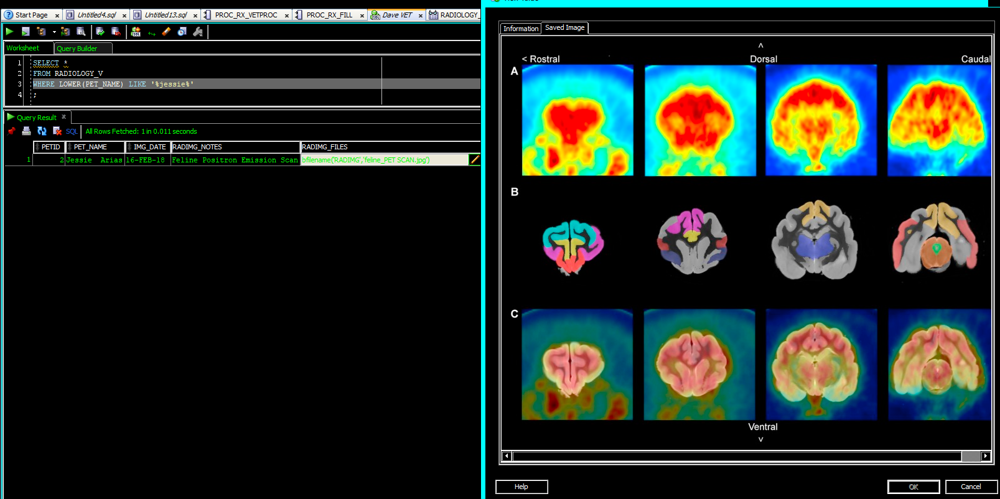 Start Page
Untitled4.sql
Untitled13.sql
PROC_RX_VETPROC
PROC_RX_FILL
Dave VET
RADIOLOGY_
Worksheet
Query Builder
1 SELECT *
2 FROM RADIOLOGY_V
3 WHERE LOWER(PET_NAME) LIKE '%jessie%'
4 ;
Query Result
SQL
All Rows Fetched: 1 in 0.011 seconds
PETID PET_NAME IMG_DATE RADIMG_NOTES RADIMG_FILES
1 2 Jessie Arias 16-FEB-18 Feline Positron Emission Scan bfilename('RADIMG','feline_PET SCAN.jpg')
Information
Saved Image
< Rostral
Dorsal
Caudal
A
B
C
Ventral
Help
OK
Cancel